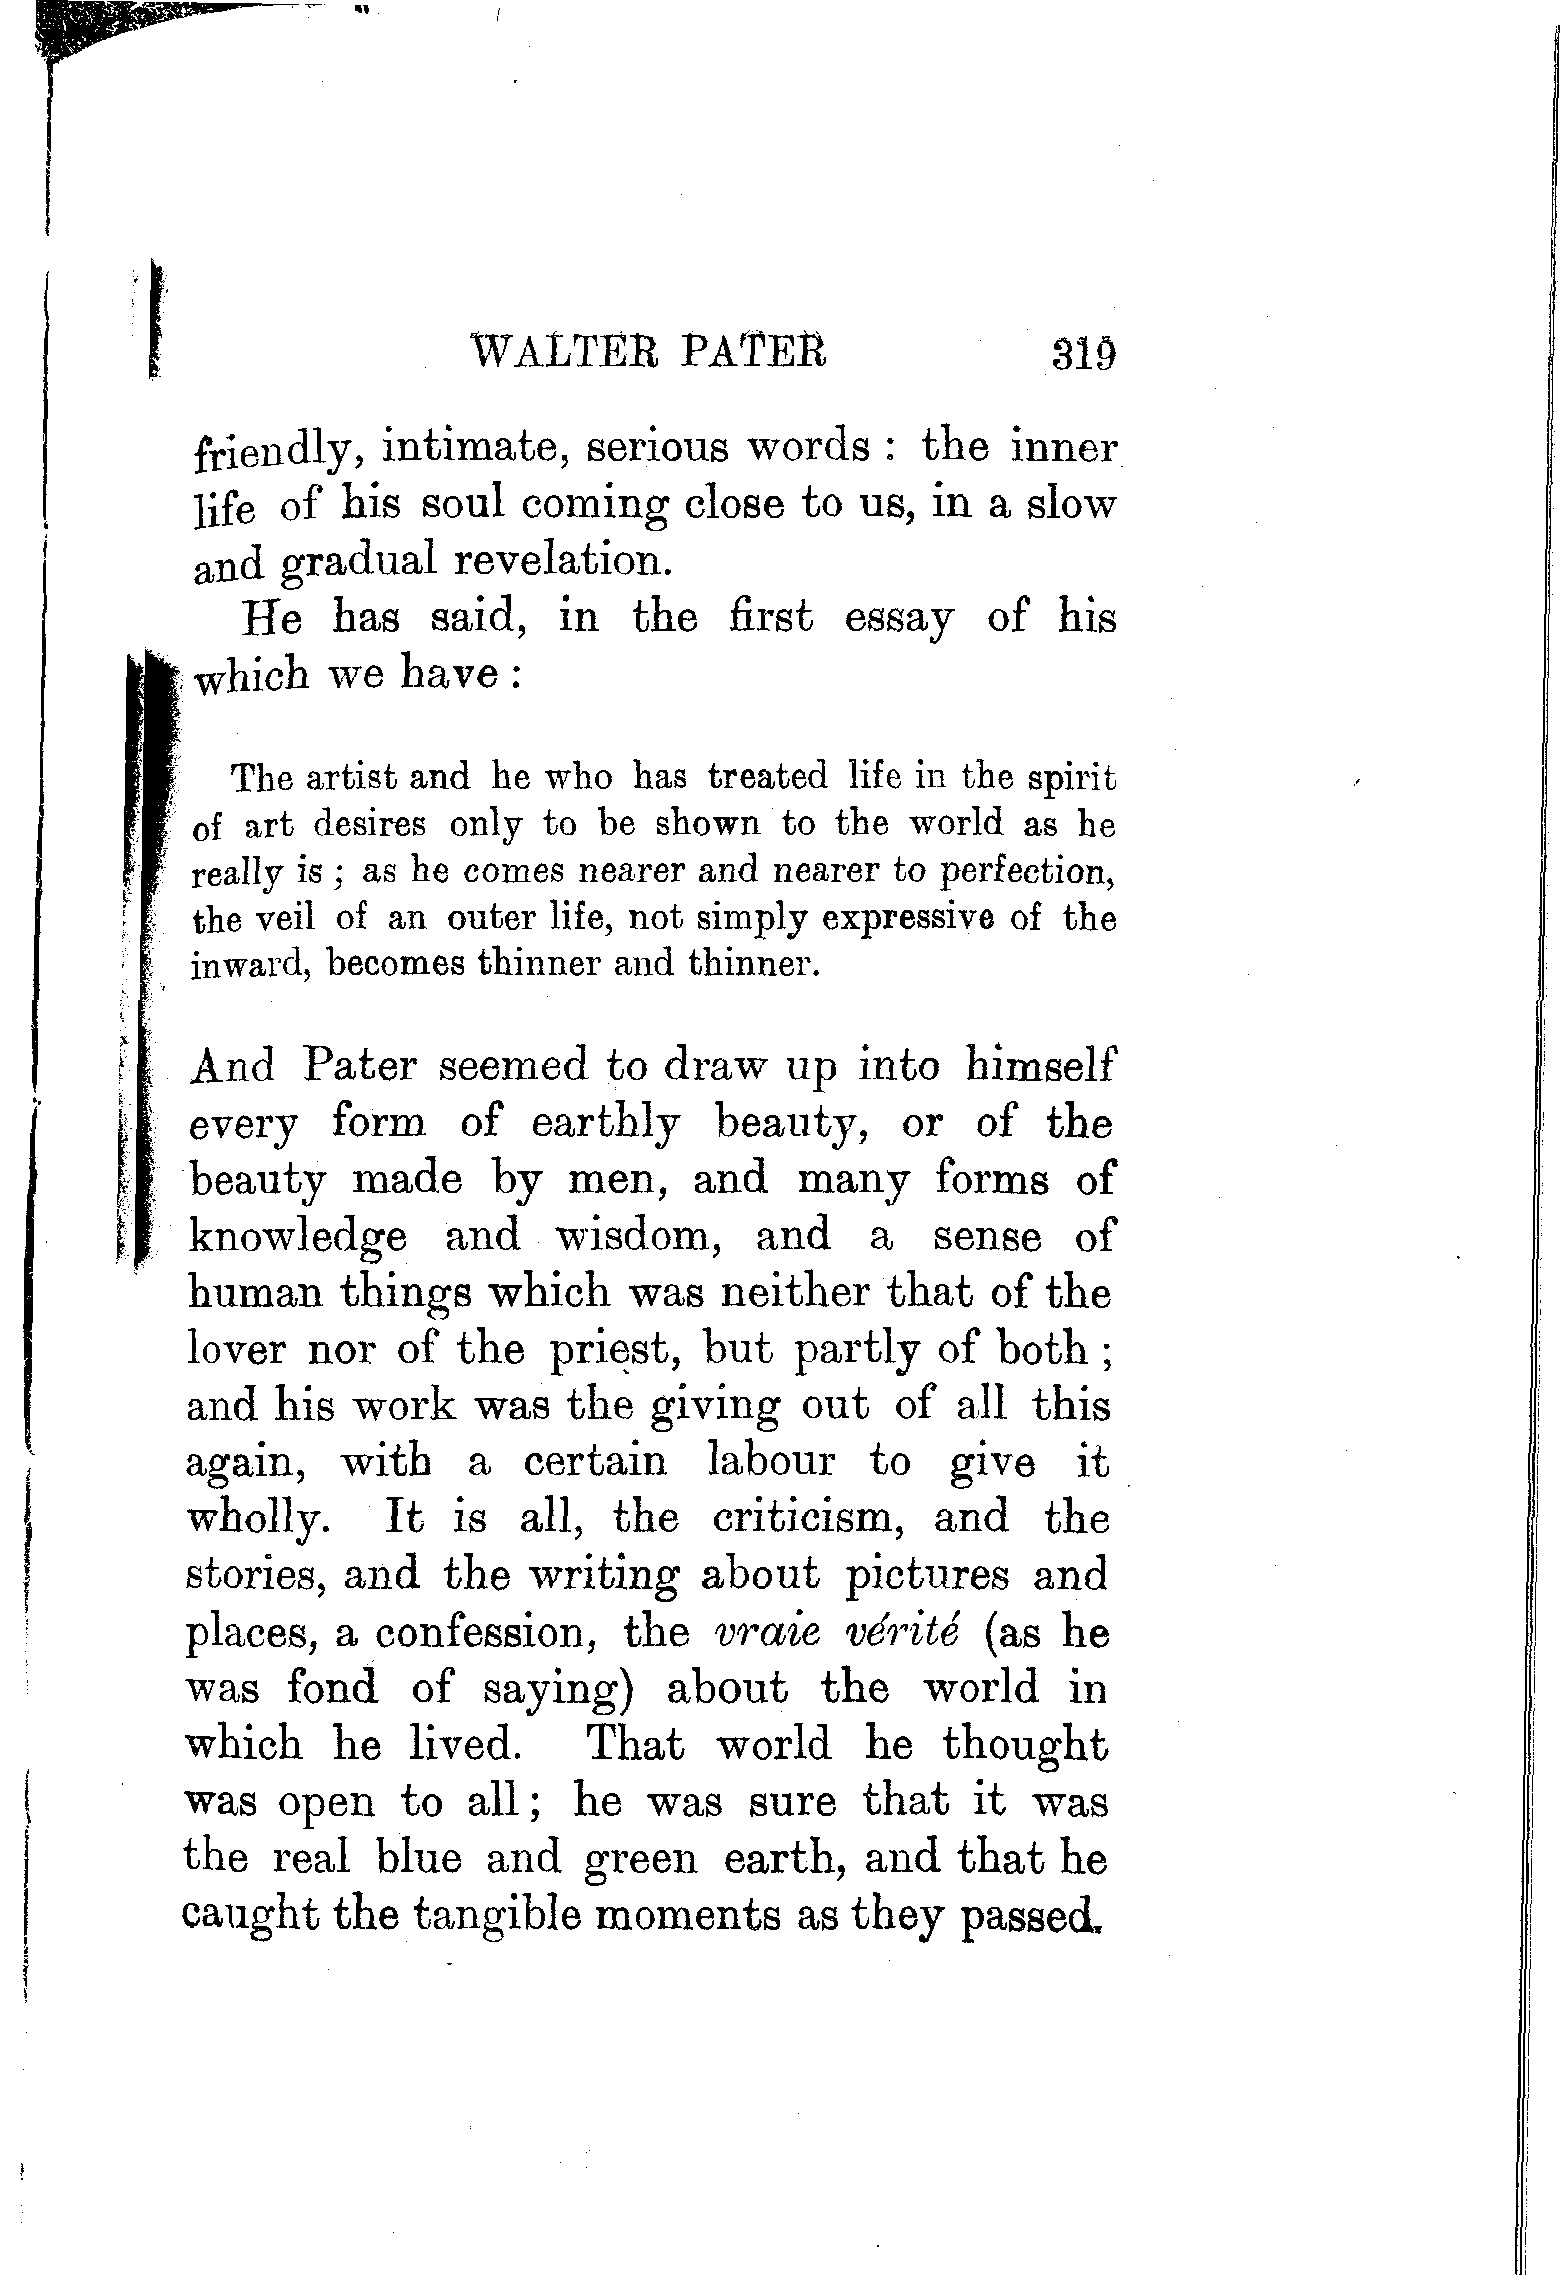 WALTER PATER 319
friendly, intimate, serious words : the inner
life of his soul coming close to us, in a slow
and gradual revelation.
He has said, in the first essay of his
which we have :
The artist and he who has treated life in the spirit
of art desires only to be shown to the world as he
really is ; as he comes nearer and nearer to perfection,
the veil of an outer life, not simply expressive of the
inward, becomes thinner and thinner.
And Pater seemed to draw up into himself
every form of earthly beauty, or of the
beauty made by men, and many forms of
knowledge and wisdom, and a sense of
human things which was neither that of the
lover nor of the priest, but partly of both ;
and his work was the giving out of all this
again, with a certain labour to give it
wholly. It is all, the criticism, and the
stories, and the writing about pictures and
places, a confession, the vraie vérité (as he
was fond of saying) about the world in
which he lived. That world he thought
was open to all ; he was sure that it was
the real blue and green earth, and that he
caught the tangible moments as they passed.